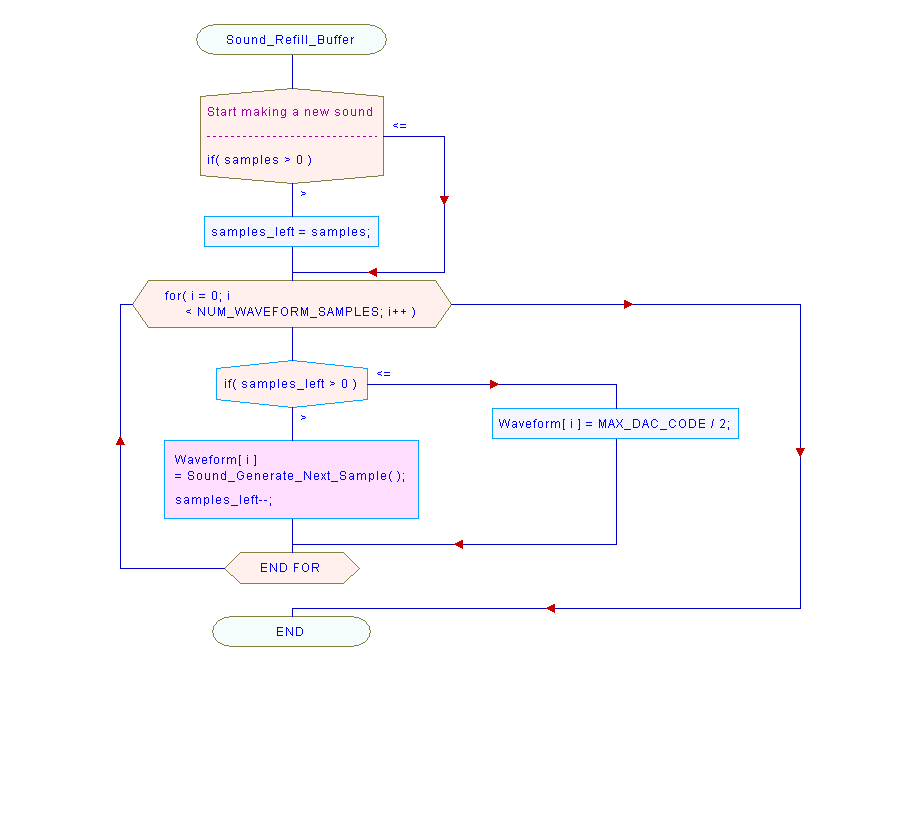 Sound_Refill_Buffer
Start making a new sound
<=
if( samples > 0 )
>
samples_left = samples;
for( i = 0; i
< NUM_WAVEFORM_SAMPLES; i++ )
<=
if( samples_left > 0 )
>
Waveform[ i ] = MAX_DAC_CODE / 2;
Waveform[ i ]
= Sound_Generate_Next_Sample( );
samples_left--;
END FOR
END